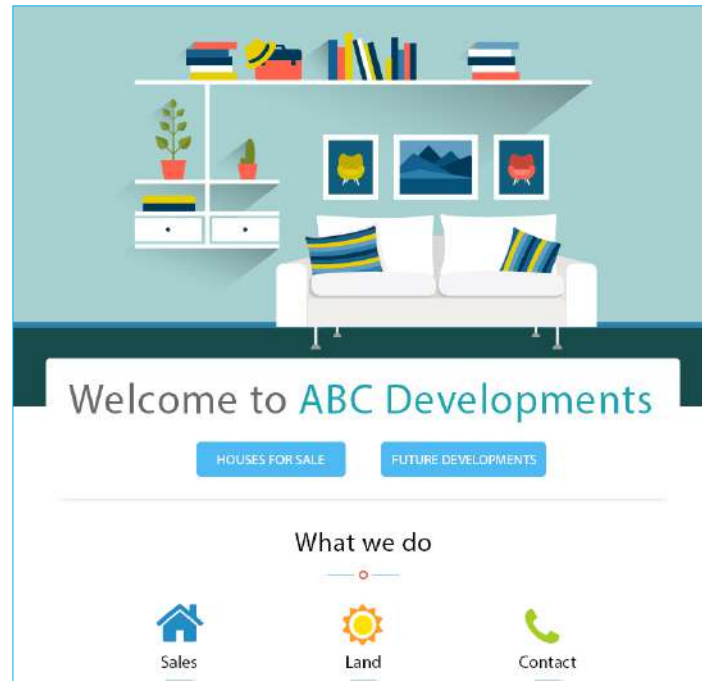 Welcome to ABC Developments
HOUSES FOR SALE FUTURE DEVELOPMENTS
What we do
Sales Land Contact